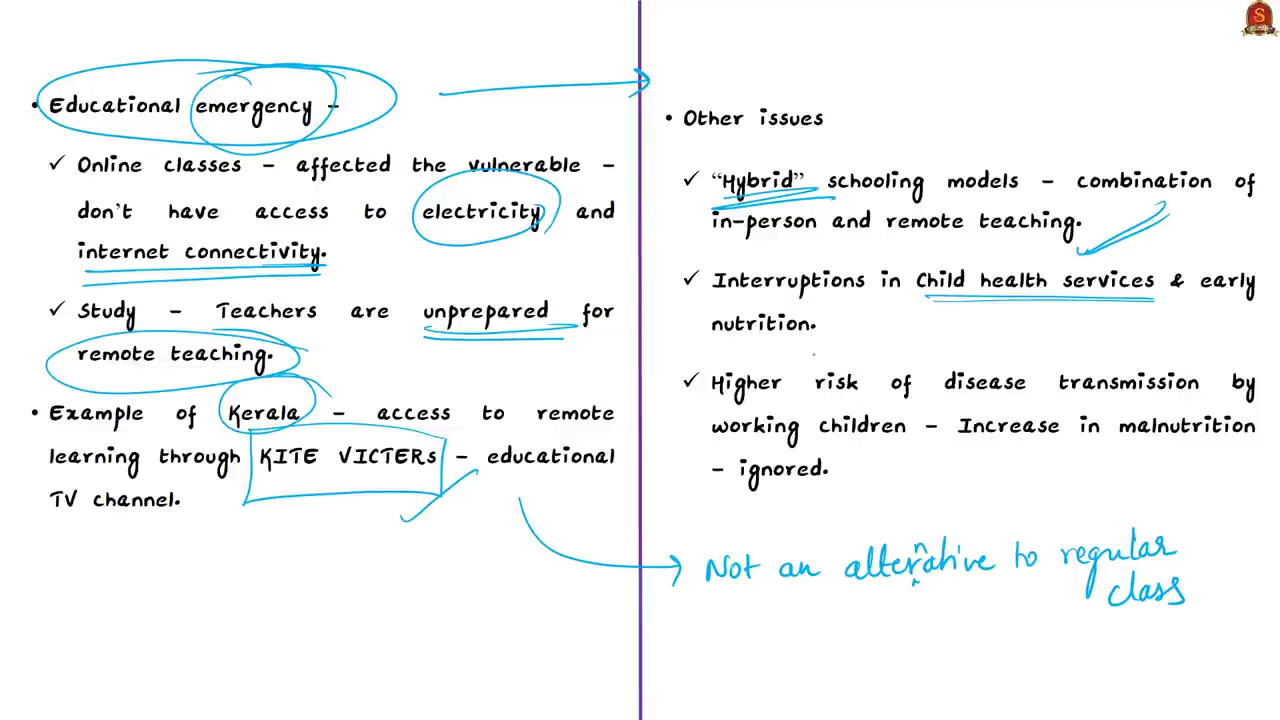 • Educational emergency -
✓ Online classes - affected the vulnerable -
don't have access to electricity and
internet connectivity.
✓ Study - Teachers are unprepared for
remote teaching.
• Example of Kerala - access to remote
learning through KITE VICTERs - educational
TV channel.
• Other issues
✓ “Hybrid” schooling models - combination of
in-person and remote teaching.
✓ Interruptions in Child health services & early
nutrition.
✓ Higher risk of disease transmission by
working children - Increase in malnutrition
- ignored.
Not an alternative to regular
class